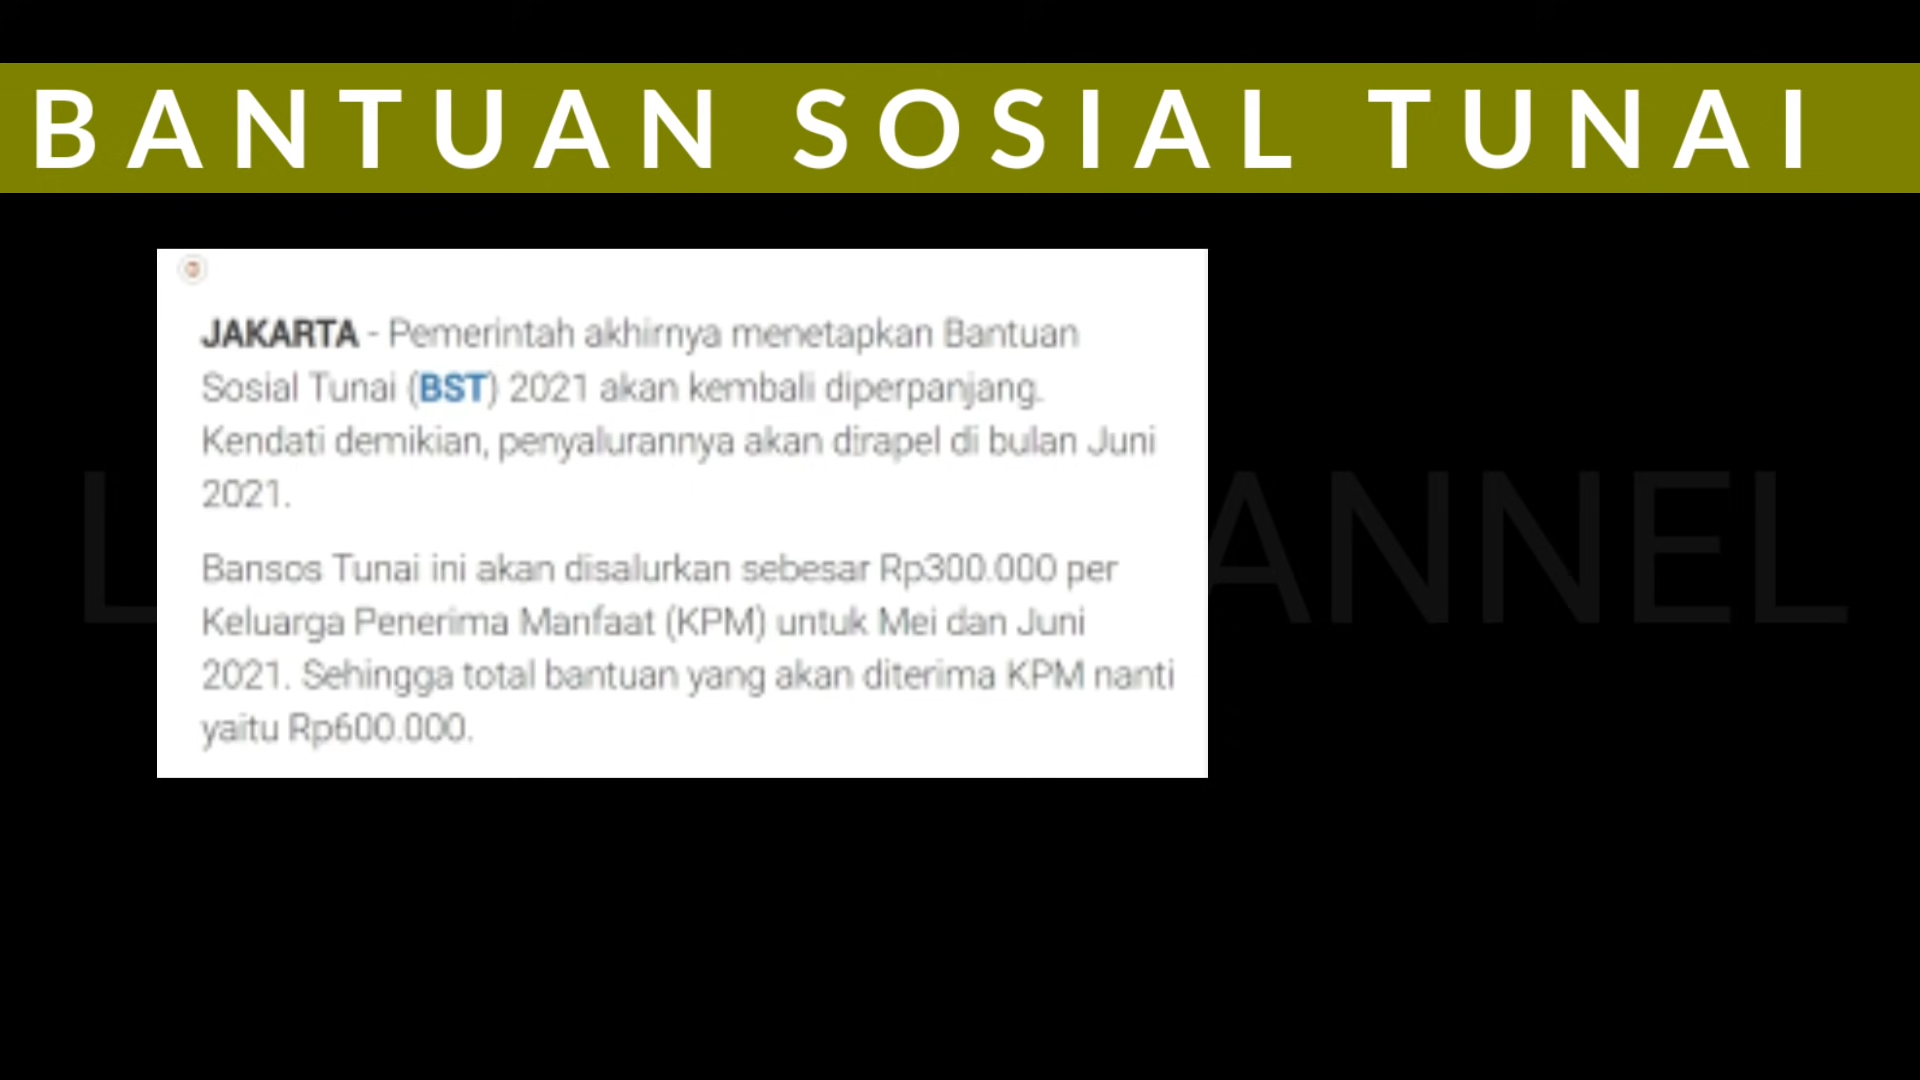 BANTUAN SOSIAL TUNAI
JAKARTA - Pemerintah akhirnya menetapkan Bantuan
Sosial Tunai (BST) 2021 akan kembali diperpanjang.
Kendati demikian, penyalurannya akan dirapel di bulan Juni
2021.
Bansos Tunai ini akan disalurkan sebesar Rp300.000 per
Keluarga Penerima Manfaat (KPM) untuk Mei dan Juni
2021. Sehingga total bantuan yang akan diterima KPM nanti
yaitu Rp600.000.